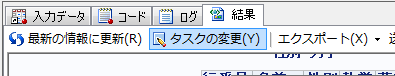 入力データ コード ログ 結果
最新の情報に更新(R) タスクの変更(Y) エクスポート(X)